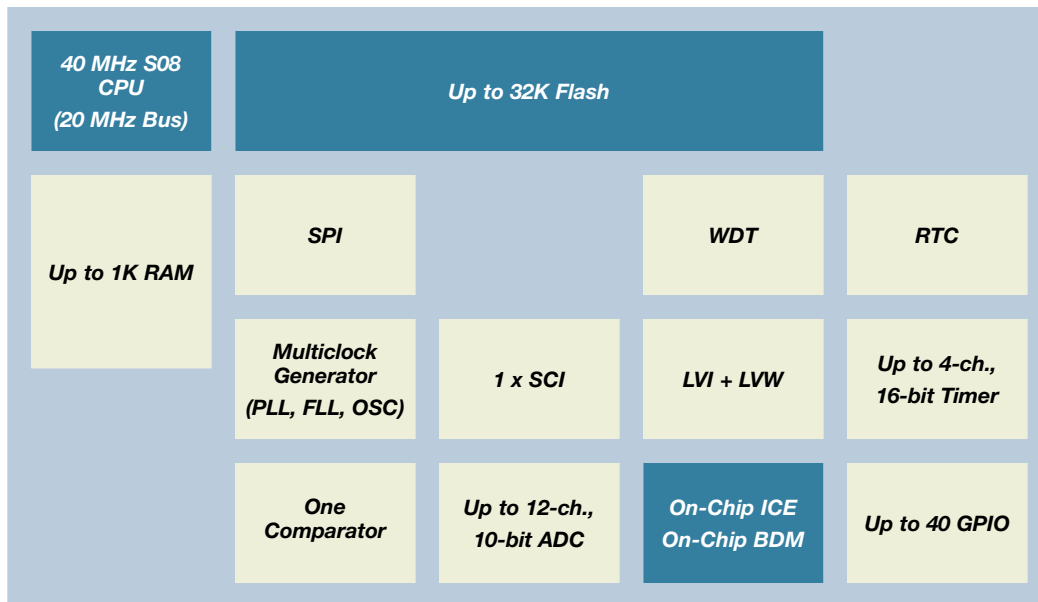 40 MHz S08
CPU
(20 MHz Bus)
Up to 32K Flash
Up to 1K RAM
SPI
WDT
RTC
Multiclock
Generator
(PLL, FLL, OSC)
1 x SCI
LVI + LVW
Up to 4-ch.,
16-bit Timer
One
Comparator
Up to 12-ch.,
10-bit ADC
On-Chip ICE
On-Chip BDM
Up to 40 GPIO